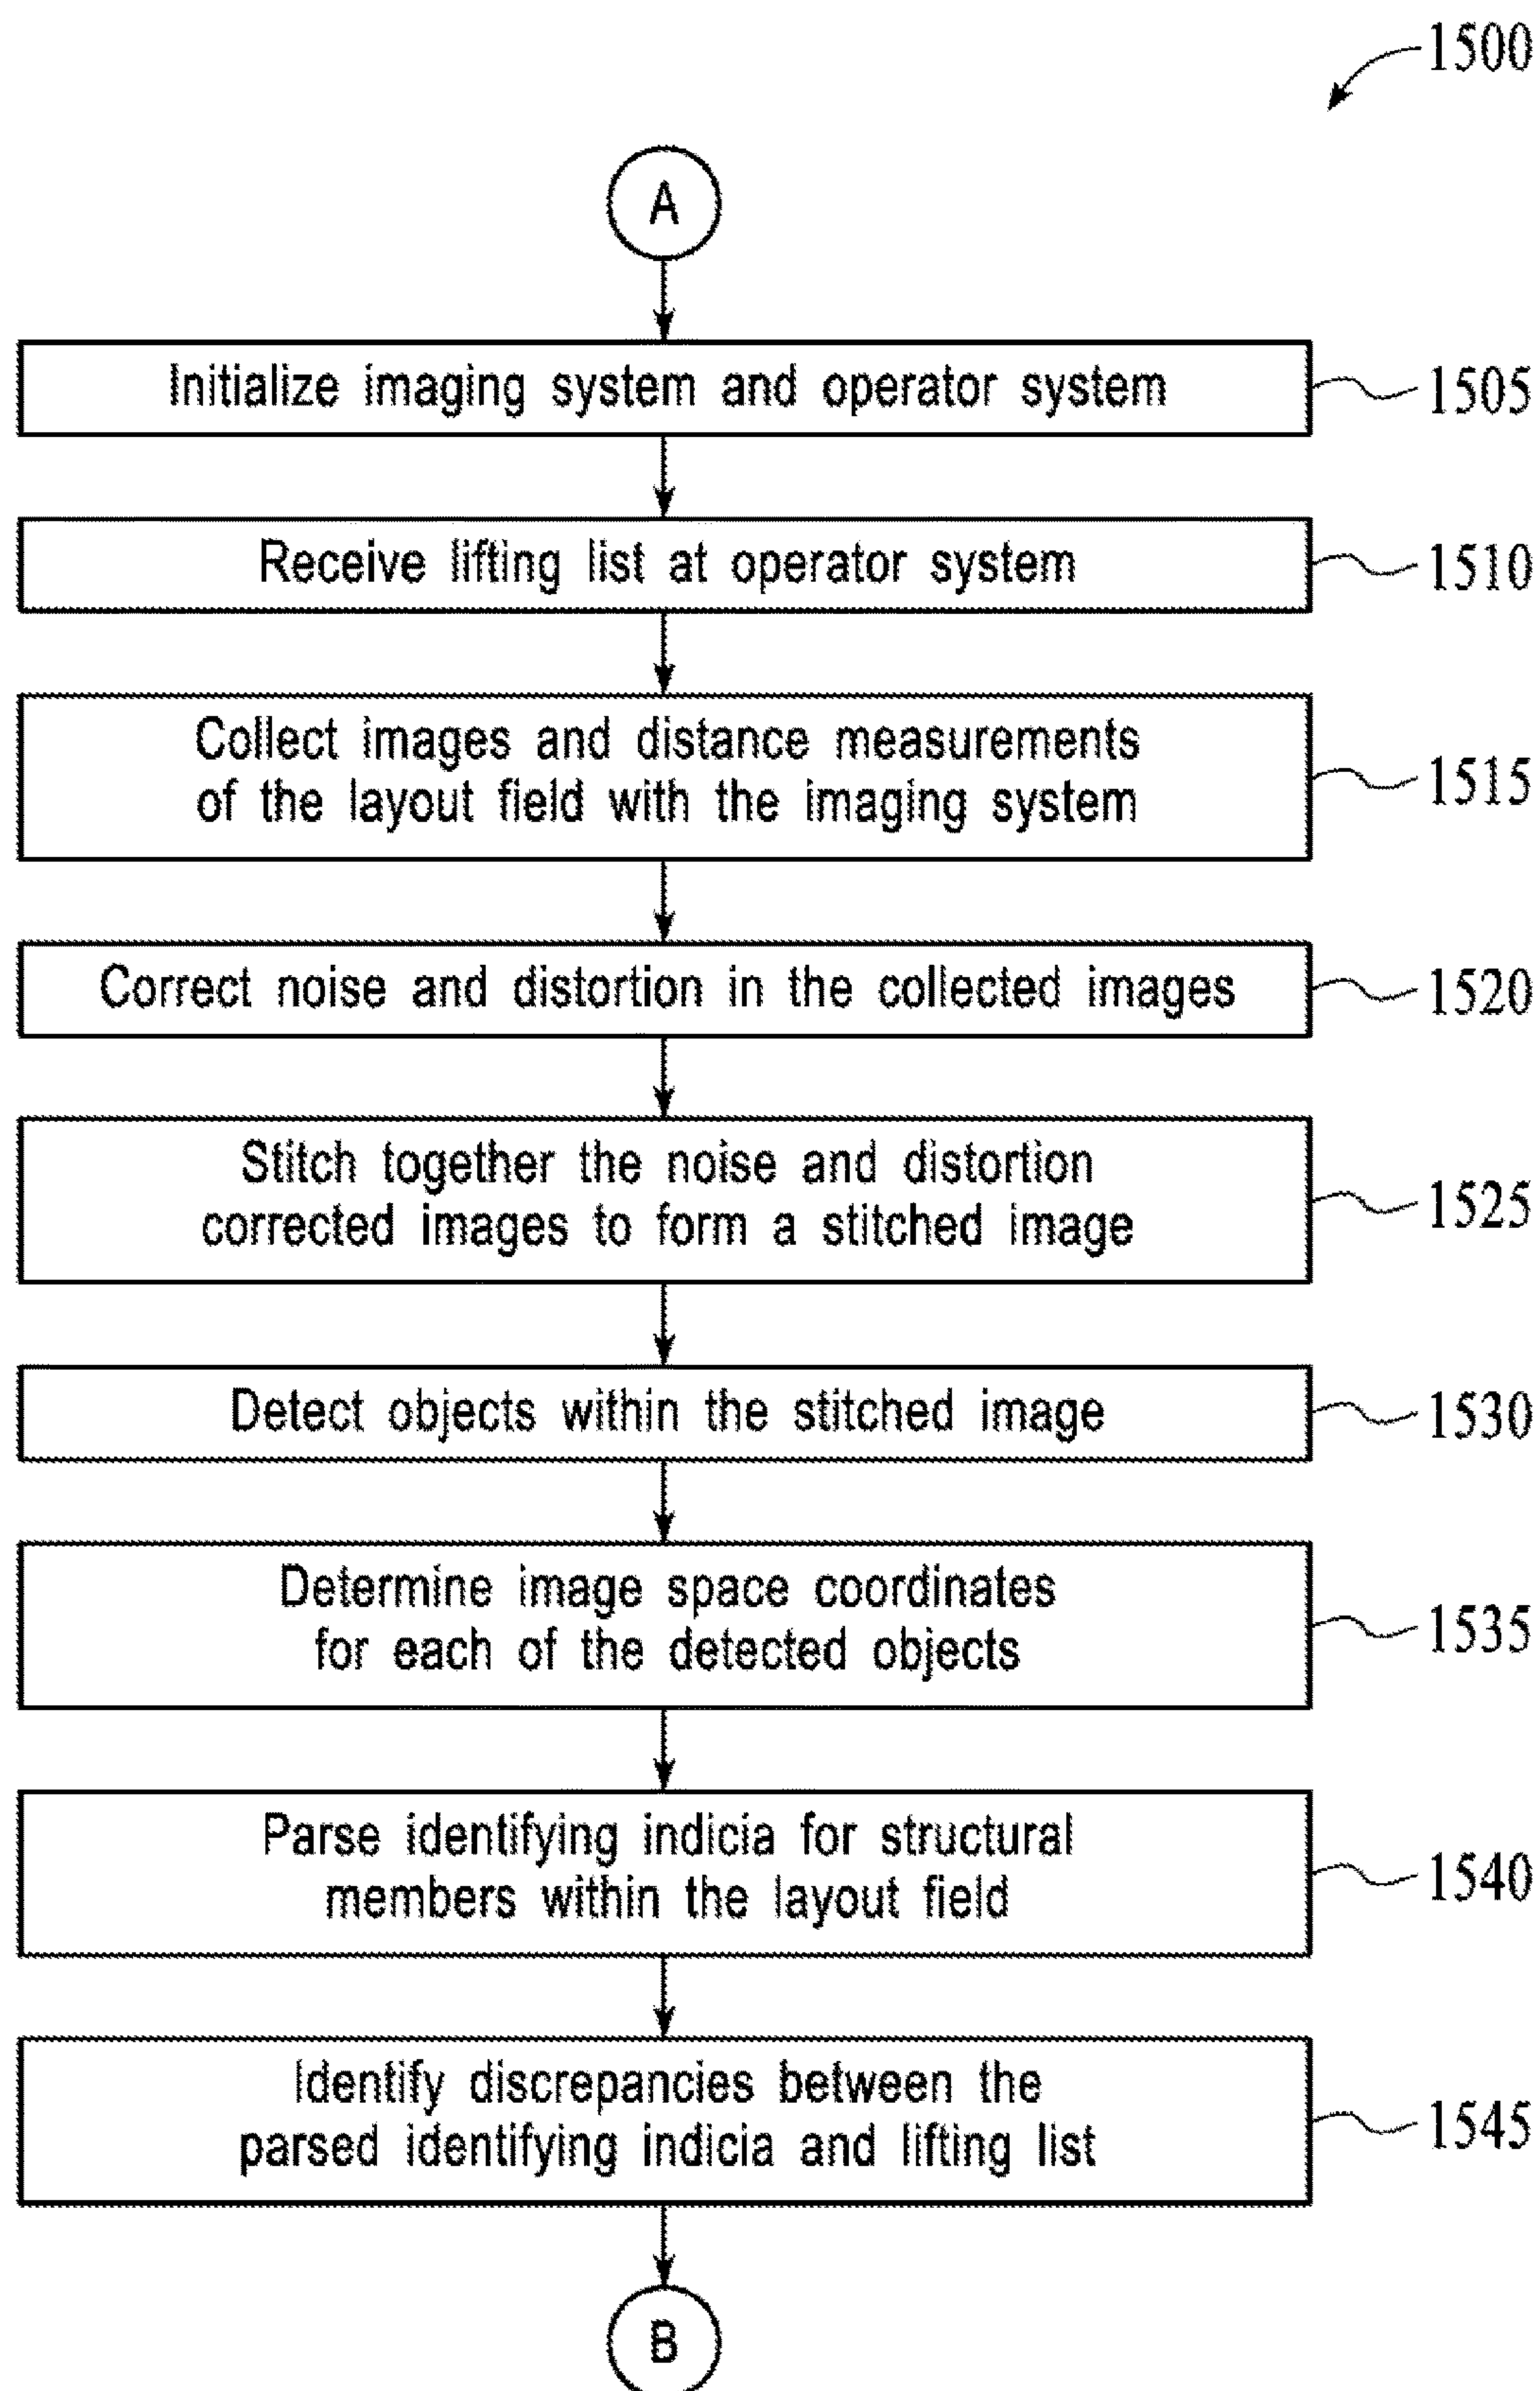 1500
A
Initialize imaging system and operator system
1505
Receive lifting list at operator system
1510
Collect images and distance measurements
of the layout field with the imaging system
1515
Correct noise and distortion in the collected images
1520
Stitch together the noise and distortion
corrected images to form a stitched image
1525
Detect objects within the stitched image
1530
Determine image space coordinates
for each of the detected objects
1535
Parse identifying indicia for structural
members within the layout field
1540
Identify discrepancies between the
parsed identifying indicia and lifting list
1545
B